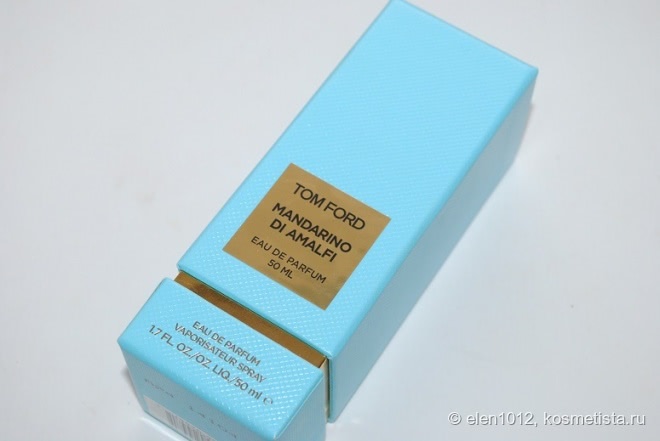 TOM FORD
MANDARINO
DI AMALFI
EAU DE PARFUM
50 ML
EAU DE PARFUM
VAPORISATEUR SPRAY
1.7 FL. OZ./OZ. LIQ./50 ml ℮
© elen1012, kosmetista.ru